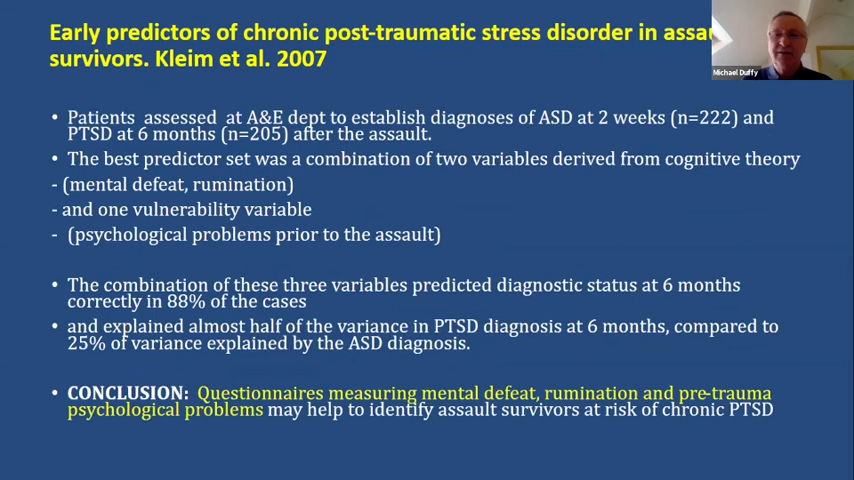 Early predictors of chronic post-traumatic stress disorder in
survivors. Kleim et al. 2007
Michael Duffy
• Patients assessed at A&E dept to establish diagnoses of ASD at 2 weeks (n=222) and
PTSD at 6 months (n=205) after the assault.
• The best predictor set was a combination of two variables derived from cognitive theory
- (mental defeat, rumination)
- and one vulnerability variable
- (psychological problems prior to the assault)
• The combination of these three variables predicted diagnostic status at 6 months
correctly in 88% of the cases
• and explained almost half of the variance in PTSD diagnosis at 6 months, compared to
25% of variance explained by the ASD diagnosis.
• CONCLUSION: Questionnaires measuring mental defeat, rumination and pre-trauma
psychological problems may help to identify assault survivors at risk of chronic PTSD